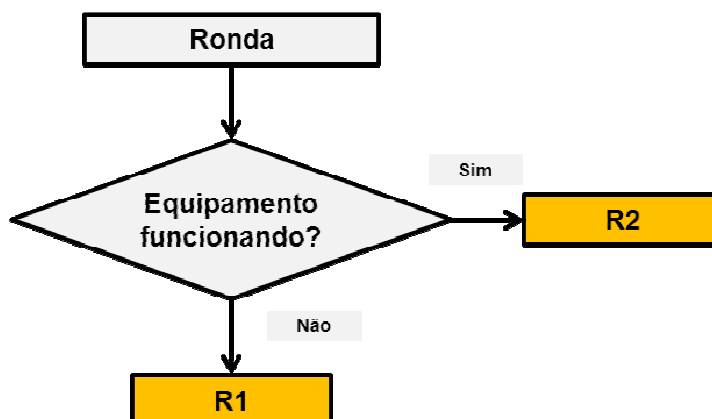 Ronda
Sim
Equipamento
funcionando?
R2
Não
R1